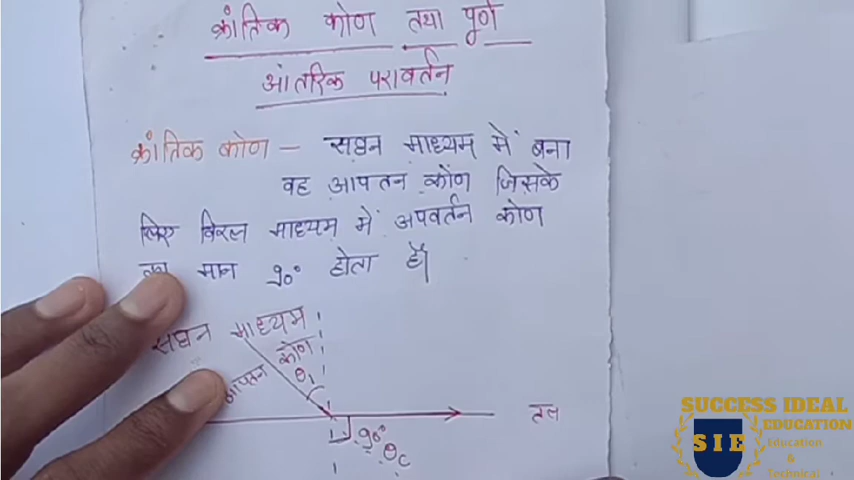 क्रांतिक कोण तथा पूर्ण
आंतरिक परावर्तन
क्रांतिक कोण — सघन माध्यम में बना
वह आपतन कोण जिसके
लिए विरल माध्यम में अपवर्तन कोण
का मान 90° होता है।
सघन माध्यम
आपतन कोण
θ₁
तल
90°
θc
SUCCESS IDEAL
EDUCATION
SIE
Education
&
Technical